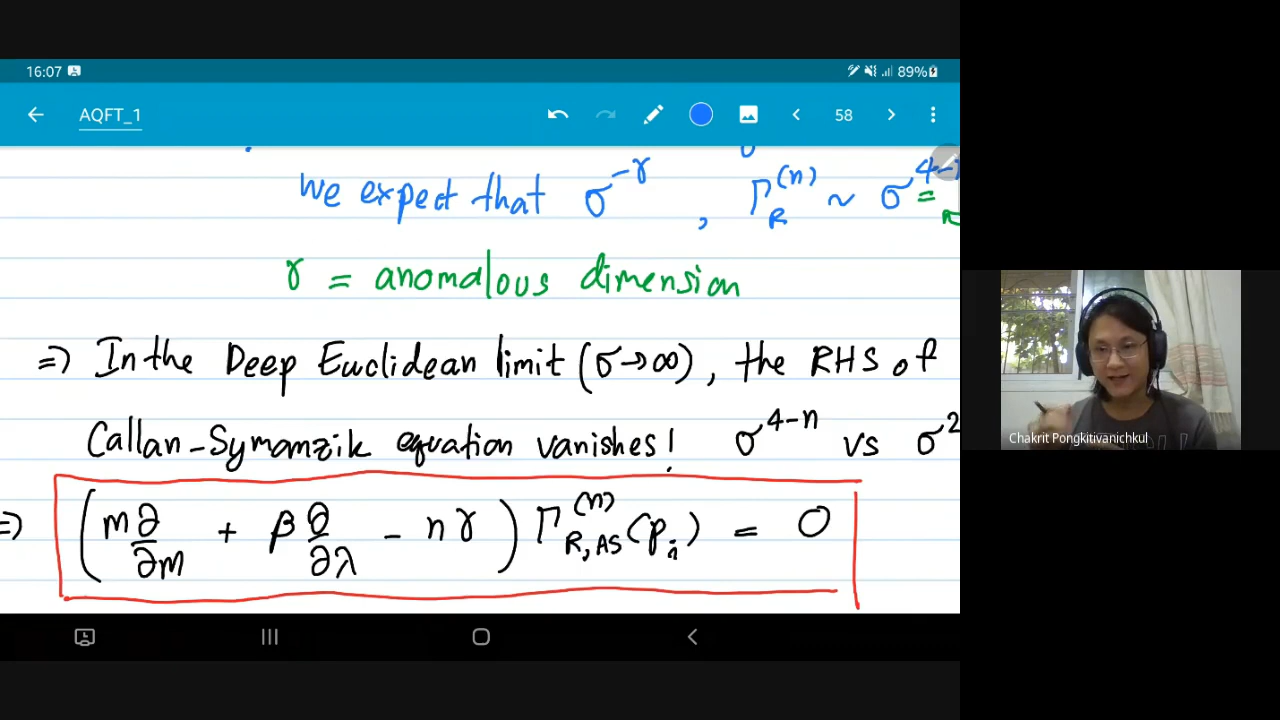 16:07 89%
AQFT_1 58
we expect that σ^{-γ} , Γ_R^{(n)} ~ σ^{4-n}
γ = anomalous dimension
=> In the Deep Euclidean limit (σ→∞), the RHS of
Callan-Symanzik equation vanishes! σ^{4-n} vs σ^2
=> (m ∂/∂m + β ∂/∂λ - nγ) Γ_{R,AS}^{(n)}(p_i) = 0
Chakrit Pongkitivanichkul